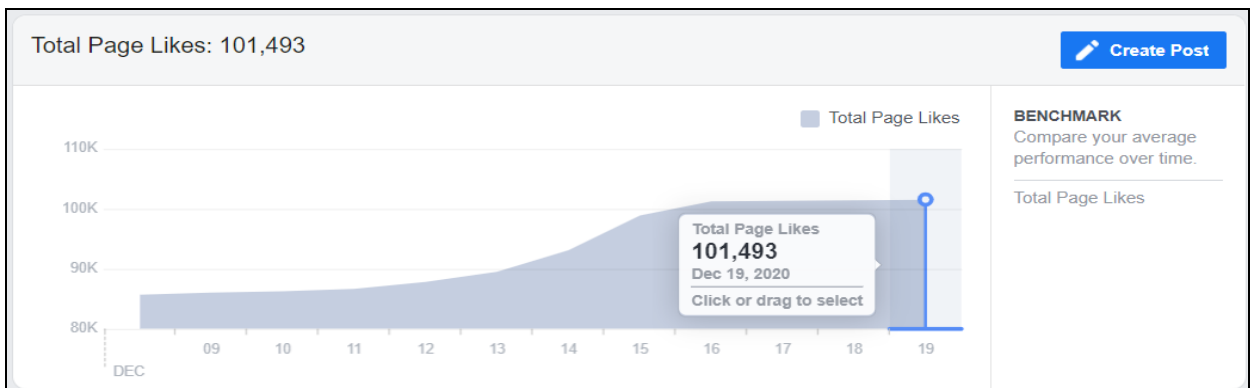 Total Page Likes: 101,493
Create Post
Total Page Likes
BENCHMARK
Compare your average
performance over time.
Total Page Likes
110K
100K
90K
80K
Total Page Likes
101,493
Dec 19, 2020
Click or drag to select
09 10 11 12 13 14 15 16 17 18 19
DEC